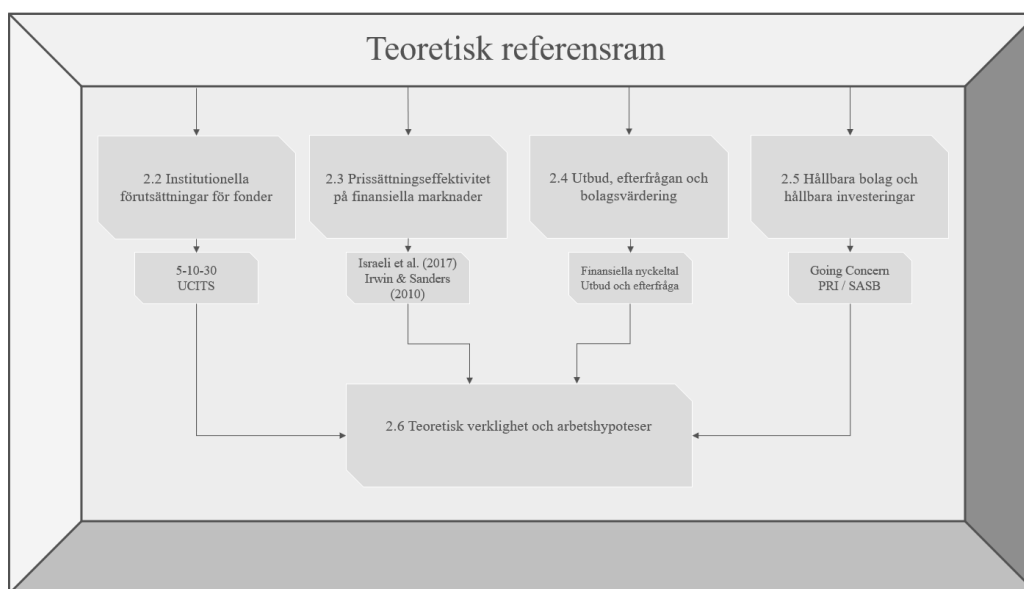 Teoretisk referensram
2.2 Institutionella
förutsättningar för fonder
2.3 Prissättningseffektivitet
på finansiella marknader
2.4 Utbud, efterfrågan och
bolagsvärdering
2.5 Hållbara bolag och
hållbara investeringar
5-10-30
UCITS
Israeli et al. (2017)
Irwin & Sanders
(2010)
Finansiella nyckeltal
Utbud och efterfråga
Going Concern
PRI / SASB
2.6 Teoretisk verklighet och arbetshypoteser